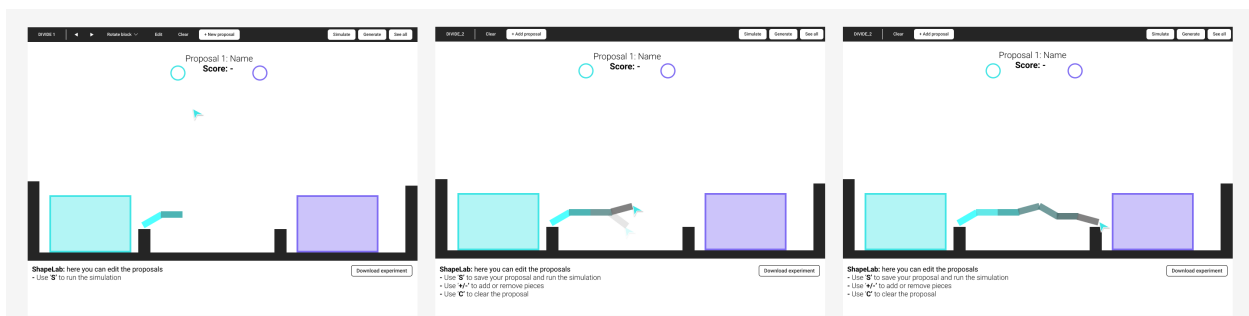 DIVIDE 1 ◀ ▶ Rotate block Edit Clear + New proposal Simulate Generate See all
Proposal 1: Name
Score: -
ShapeLab: here you can edit the proposals
- Use 'S' to run the simulation
Download experiment
DIVIDE_2 Clear + Add proposal Simulate Generate See all
Proposal 1: Name
Score: -
ShapeLab: here you can edit the proposals
- Use 'S' to save your proposal and run the simulation
- Use '+/-' to add or remove pieces
- Use 'C' to clear the proposal
Download experiment
DIVIDE_2 Clear + Add proposal Simulate Generate See all
Proposal 1: Name
Score: -
ShapeLab: here you can edit the proposals
- Use 'S' to save your proposal and run the simulation
- Use '+/-' to add or remove pieces
- Use 'C' to clear the proposal
Download experiment